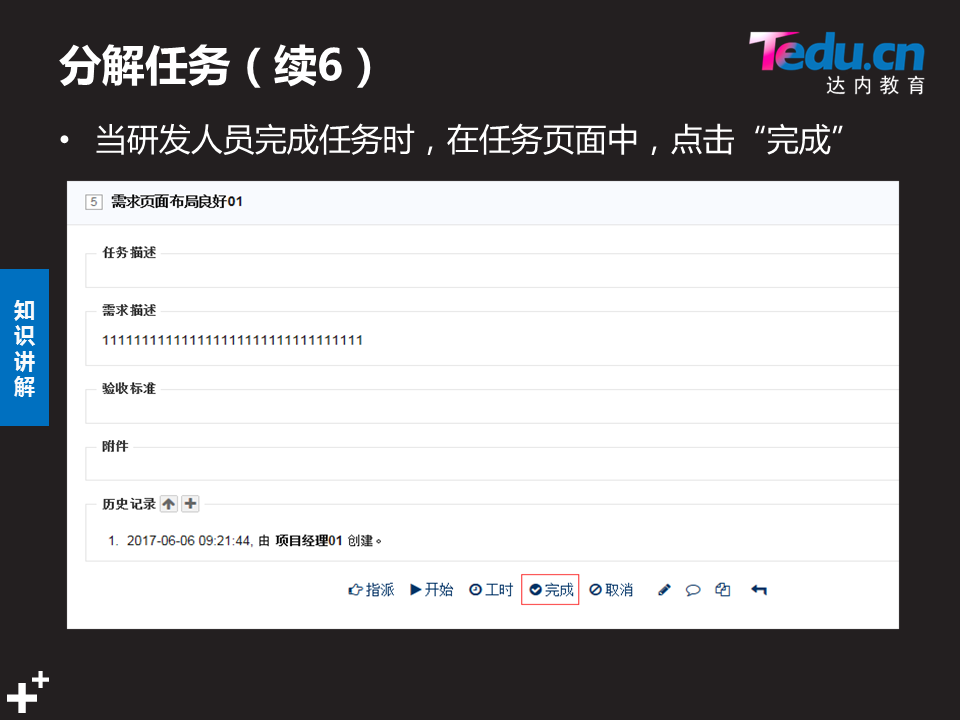 分解任务（续6）
Tedu.cn
达内教育
• 当研发人员完成任务时，在任务页面中，点击“完成”
5 需求页面布局良好01
任务描述
需求描述
111111111111111111111111111111111
验收标准
附件
历史记录
1. 2017-06-06 09:21:44, 由 项目经理01 创建。
指派 开始 工时 完成 取消
知识讲解